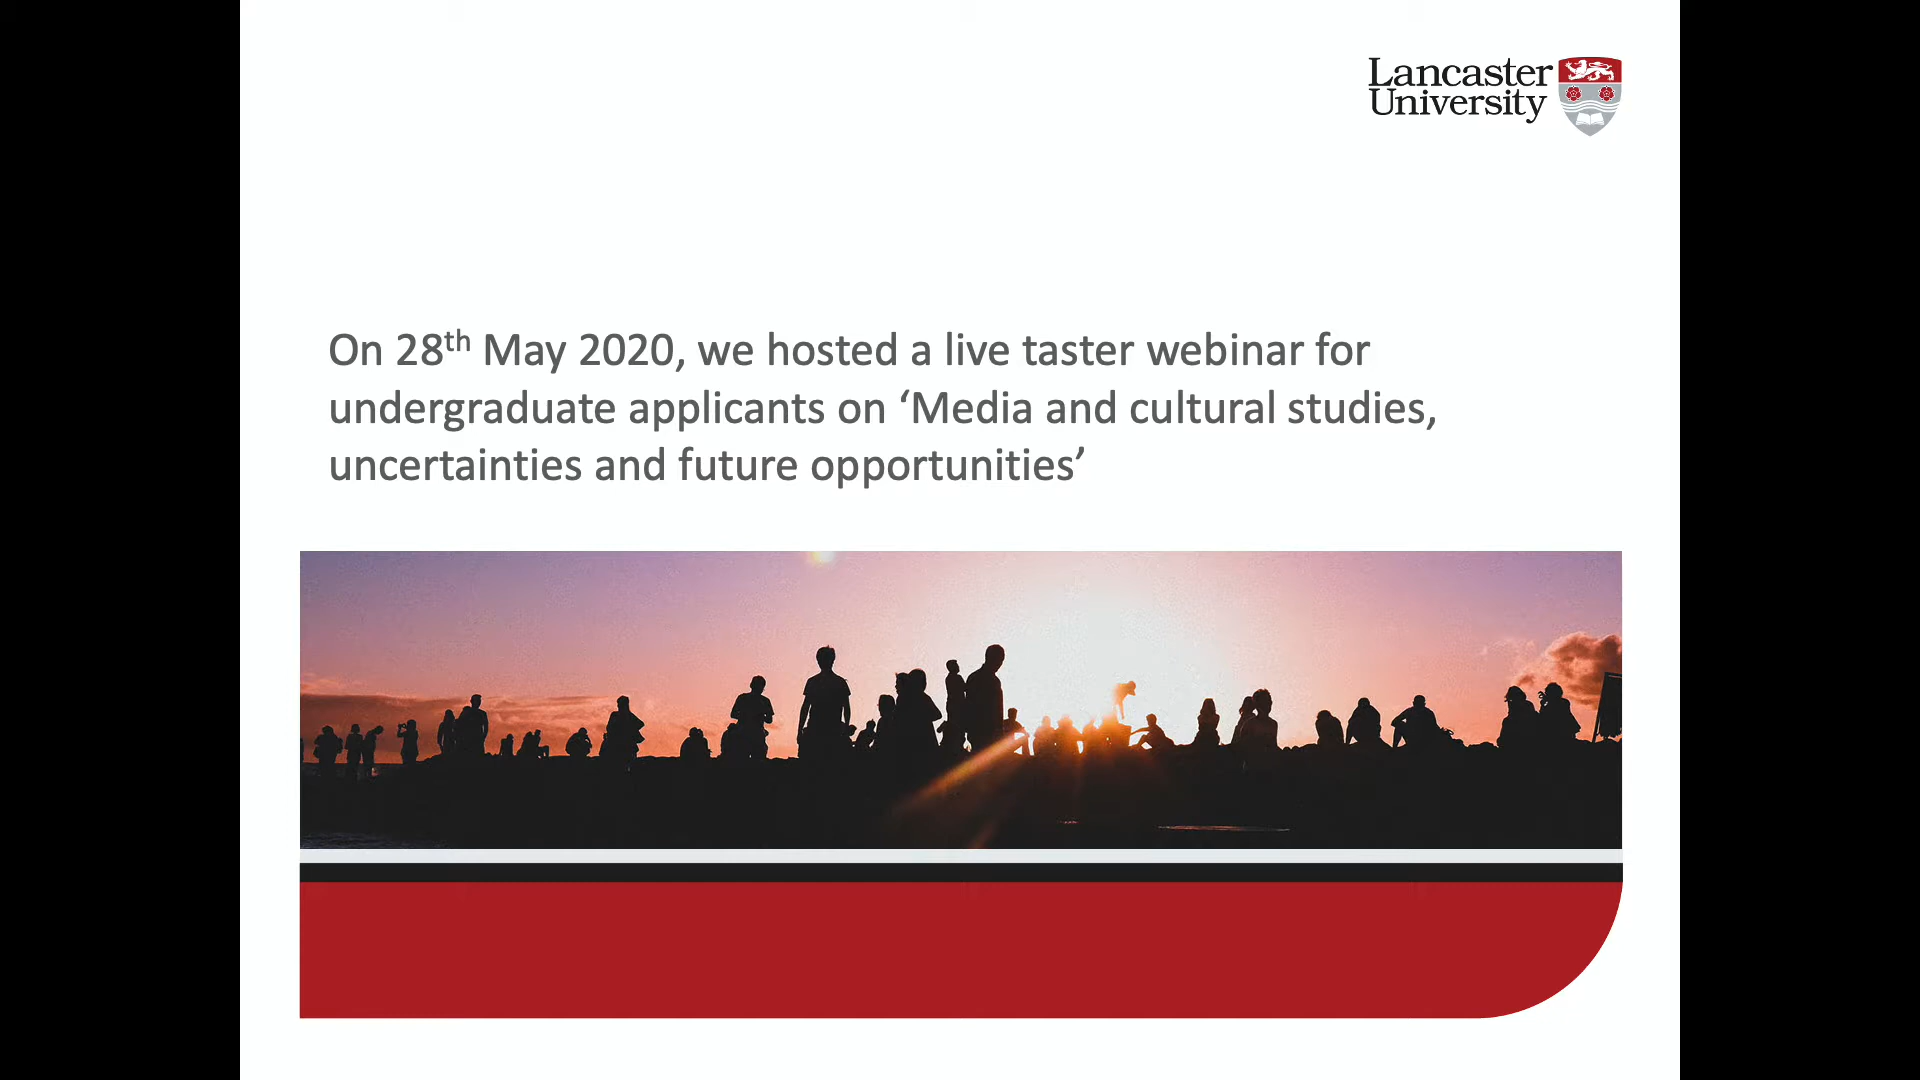 Lancaster
University
On 28th May 2020, we hosted a live taster webinar for
undergraduate applicants on ‘Media and cultural studies,
uncertainties and future opportunities’